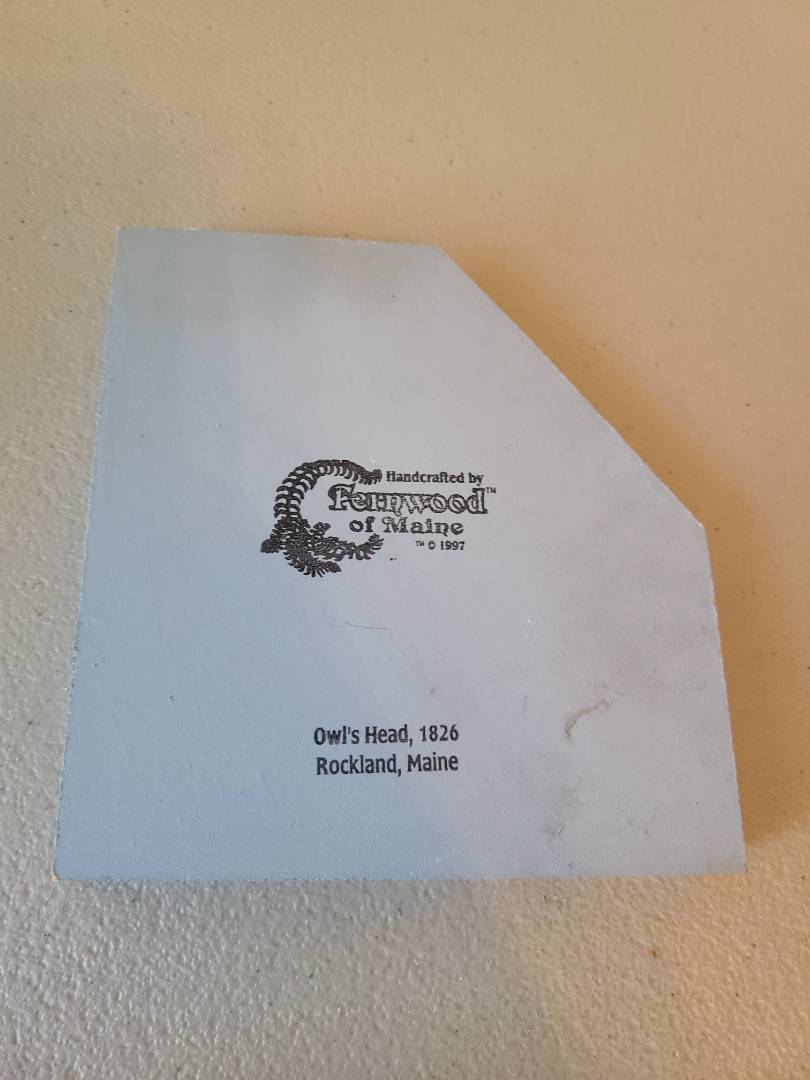 Handcrafted by
Fernwood™
of Maine
™ © 1997
Owl's Head, 1826
Rockland, Maine